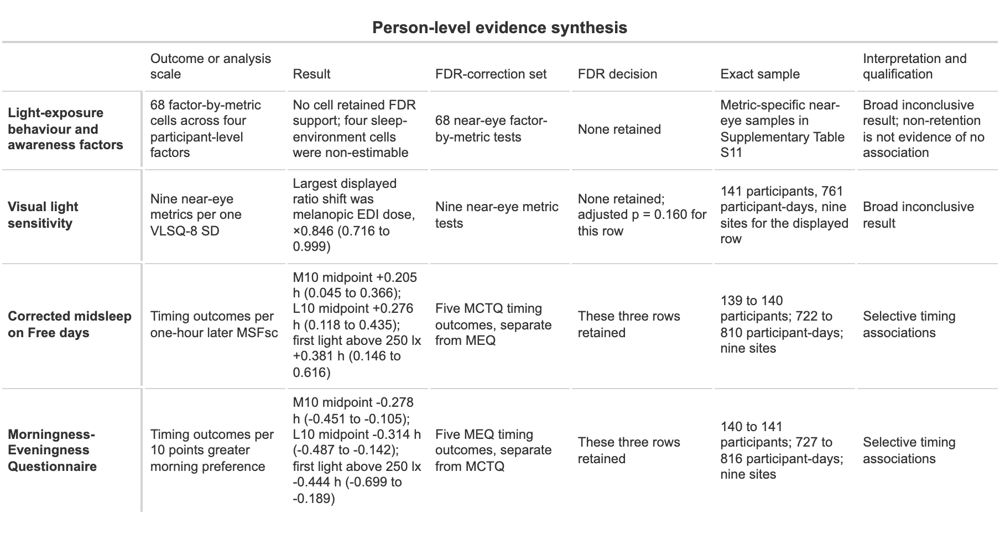 Person-level evidence synthesis
Outcome or analysis
scale
Result
FDR-correction set
FDR decision
Exact sample
Interpretation and
qualification
Light-exposure
behaviour and
awareness factors
68 factor-by-metric
cells across four
participant-level
factors
No cell retained FDR
support; four sleep-
environment cells
were non-estimable
68 near-eye factor-
by-metric tests
None retained
Metric-specific near-
eye samples in
Supplementary Table
S11
Broad inconclusive
result; non-retention
is not evidence of no
association
Visual light
sensitivity
Nine near-eye
metrics per one
VLSQ-8 SD
Largest displayed
ratio shift was
melanopic EDI dose,
×0.846 (0.716 to
0.999)
Nine near-eye metric
tests
None retained;
adjusted p = 0.160 for
this row
141 participants, 761
participant-days, nine
sites for the displayed
row
Broad inconclusive
result
Corrected midsleep
on Free days
Timing outcomes per
one-hour later MSFsc
M10 midpoint +0.205
h (0.045 to 0.366);
L10 midpoint +0.276
h (0.118 to 0.435);
first light above 250 lx
+0.381 h (0.146 to
0.616)
Five MCTQ timing
outcomes, separate
from MEQ
These three rows
retained
139 to 140
participants; 722 to
810 participant-days;
nine sites
Selective timing
associations
Morningness-
Eveningness
Questionnaire
Timing outcomes per
10 points greater
morning preference
M10 midpoint -0.278
h (-0.451 to -0.105);
L10 midpoint -0.314 h
(-0.487 to -0.142);
first light above 250 lx
-0.444 h (-0.699 to
-0.189)
Five MEQ timing
outcomes, separate
from MCTQ
These three rows
retained
140 to 141
participants; 727 to
816 participant-days;
nine sites
Selective timing
associations